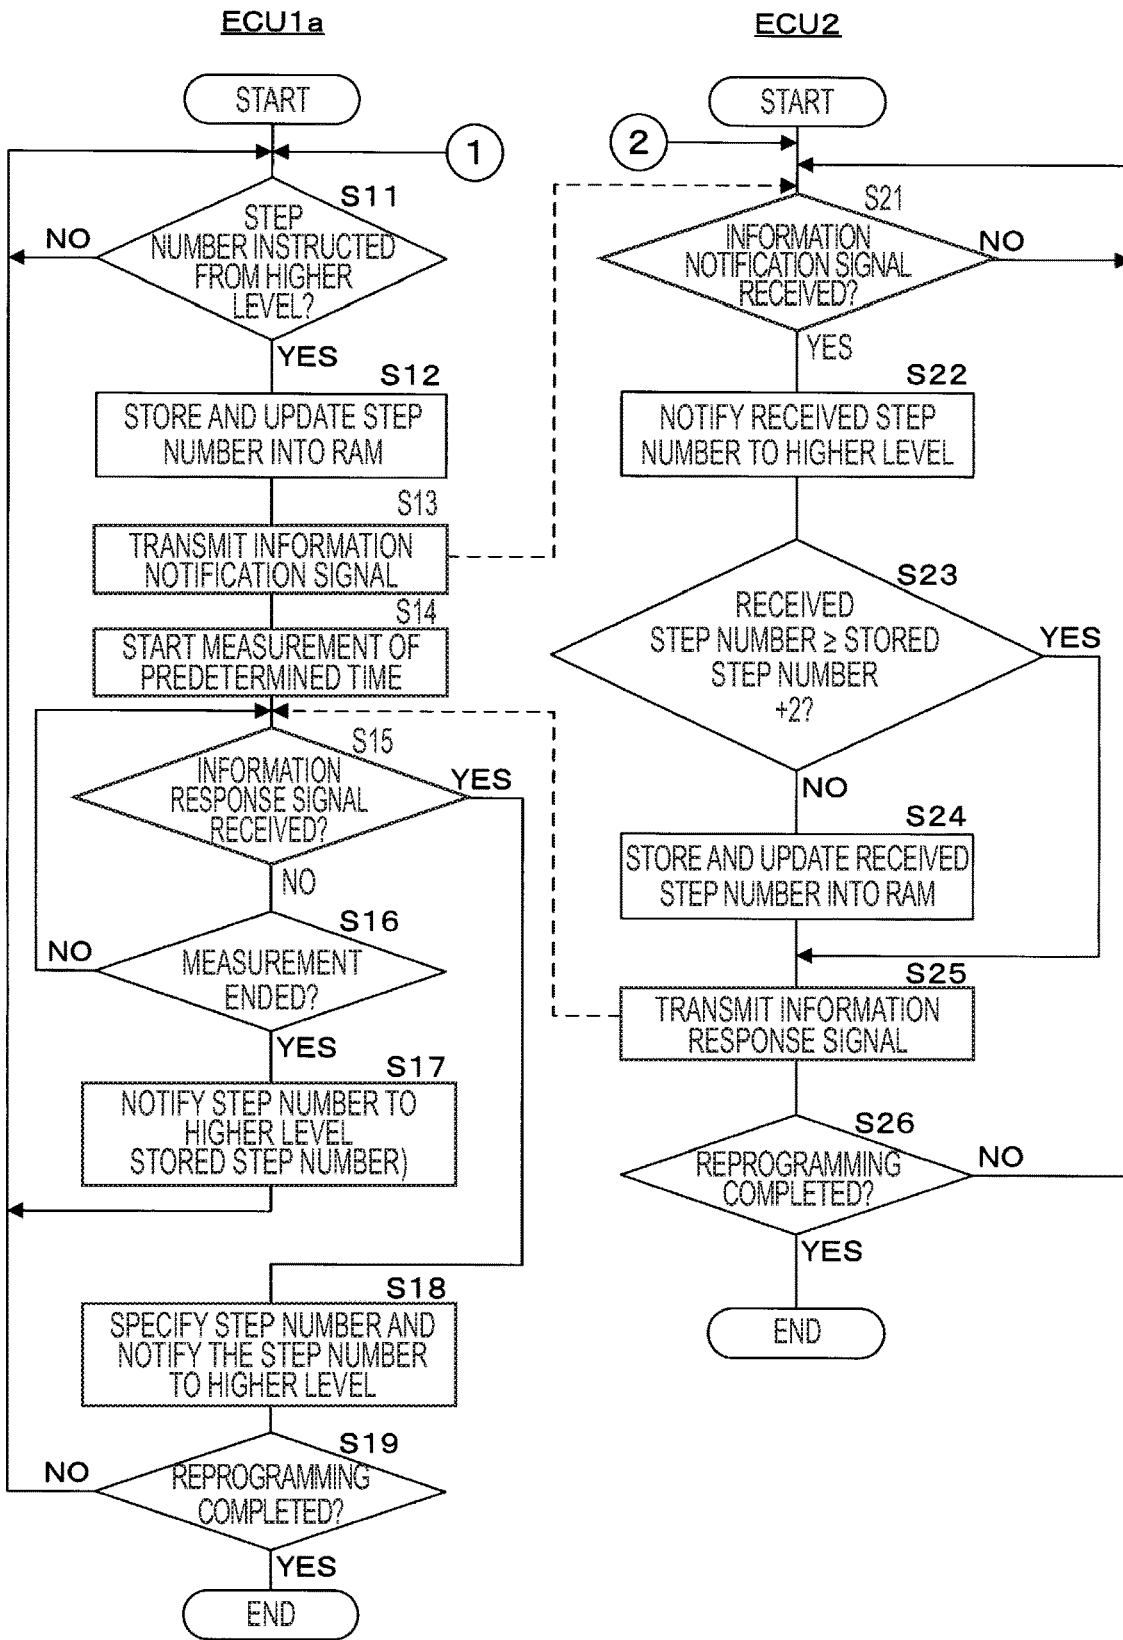 ECU1a
START
1
S11
STEP
NUMBER INSTRUCTED
FROM HIGHER
LEVEL?
NO
YES
S12
STORE AND UPDATE STEP
NUMBER INTO RAM
S13
TRANSMIT INFORMATION
NOTIFICATION SIGNAL
S14
START MEASUREMENT OF
PREDETERMINED TIME
S15
INFORMATION
RESPONSE SIGNAL
RECEIVED?
YES
NO
S16
MEASUREMENT
ENDED?
NO
YES
S17
NOTIFY STEP NUMBER TO
HIGHER LEVEL
STORED STEP NUMBER)
S18
SPECIFY STEP NUMBER AND
NOTIFY THE STEP NUMBER
TO HIGHER LEVEL
S19
REPROGRAMMING
COMPLETED?
NO
YES
END
ECU2
START
2
S21
INFORMATION
NOTIFICATION SIGNAL
RECEIVED?
NO
YES
S22
NOTIFY RECEIVED STEP
NUMBER TO HIGHER LEVEL
S23
RECEIVED
STEP NUMBER ≥ STORED
STEP NUMBER
+2?
YES
NO
S24
STORE AND UPDATE RECEIVED
STEP NUMBER INTO RAM
S25
TRANSMIT INFORMATION
RESPONSE SIGNAL
S26
REPROGRAMMING
COMPLETED?
NO
YES
END